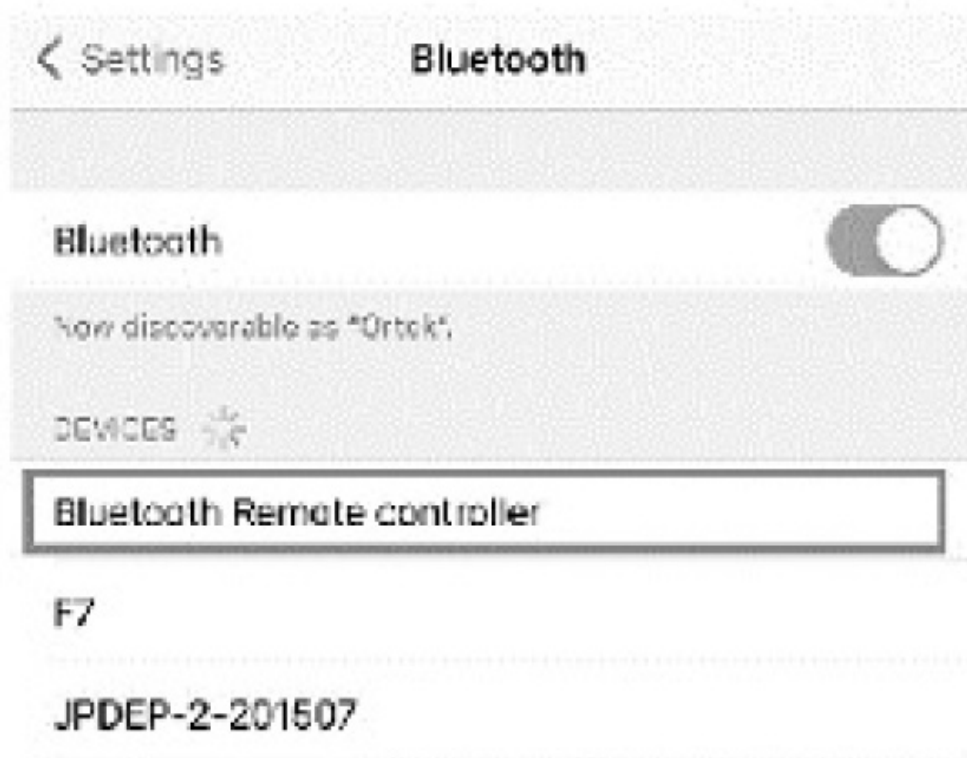 Settings Bluetooth
Bluetooth
Now discoverable as "Ortek".
DEVICES
Bluetooth Remote controller
F7
JPDEP-2-201507